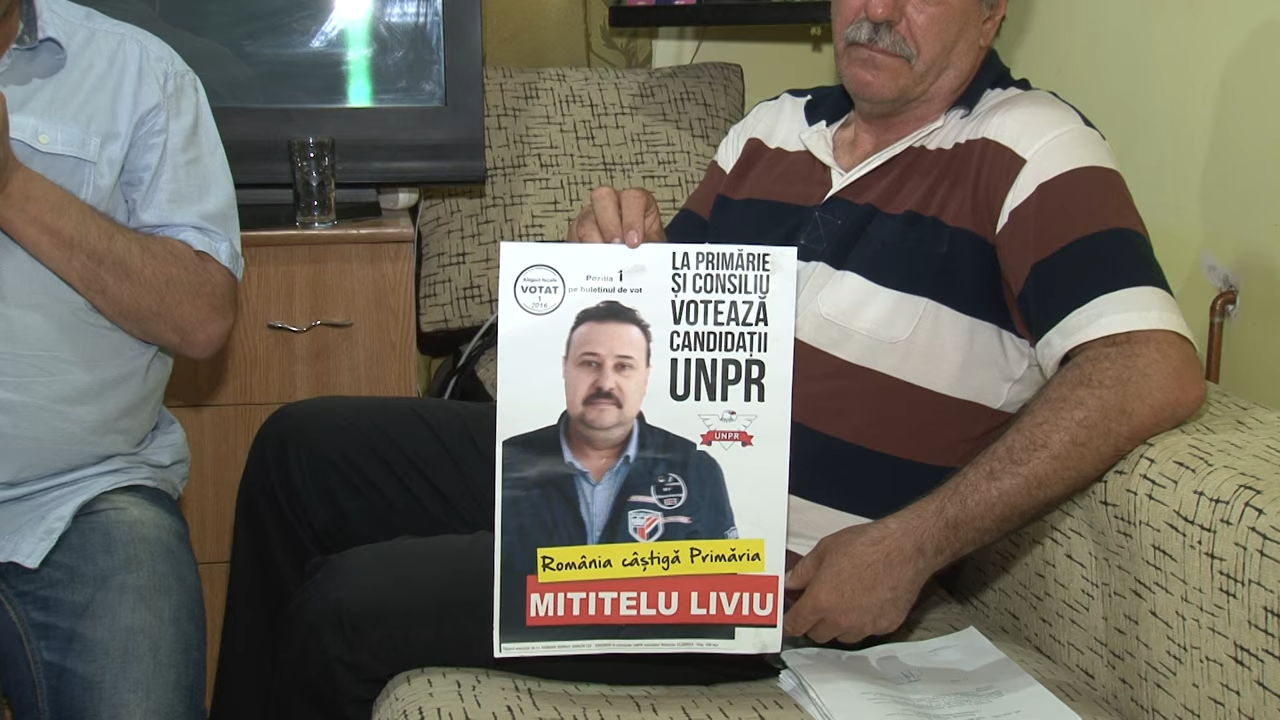 Alegeri locale
VOTAT
1
2016
Poziția 1
pe buletinul de vot
LA PRIMĂRIE
ȘI CONSILIU
VOTEAZĂ
CANDIDAȚII
UNPR
UNPR
România câștigă Primăria
MITITELU LIVIU